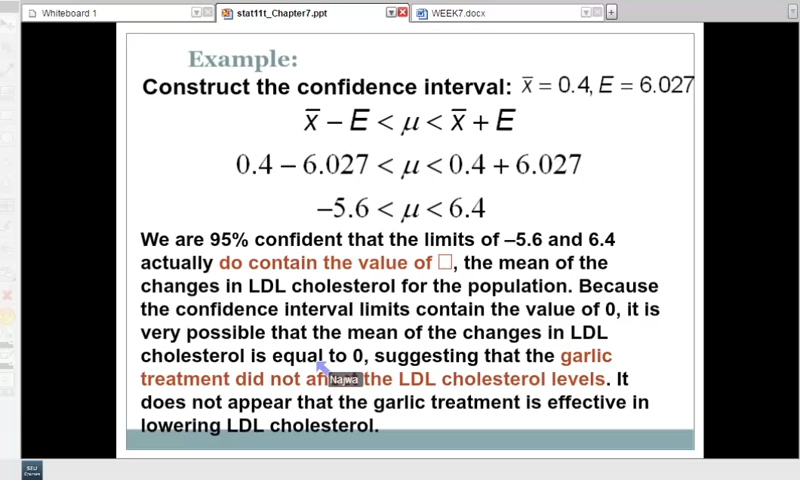 Whiteboard 1
stat11t_Chapter7.ppt
WEEK7.docx
Example:
Construct the confidence interval: x̅ = 0.4, E = 6.027
x̅ − E < μ < x̅ + E
0.4 − 6.027 < μ < 0.4 + 6.027
−5.6 < μ < 6.4
We are 95% confident that the limits of –5.6 and 6.4
actually do contain the value of □, the mean of the
changes in LDL cholesterol for the population. Because
the confidence interval limits contain the value of 0, it is
very possible that the mean of the changes in LDL
cholesterol is equal to 0, suggesting that the garlic
treatment did not the LDL cholesterol levels. It
Najwa
does not appear that the garlic treatment is effective in
lowering LDL cholesterol.
SEU